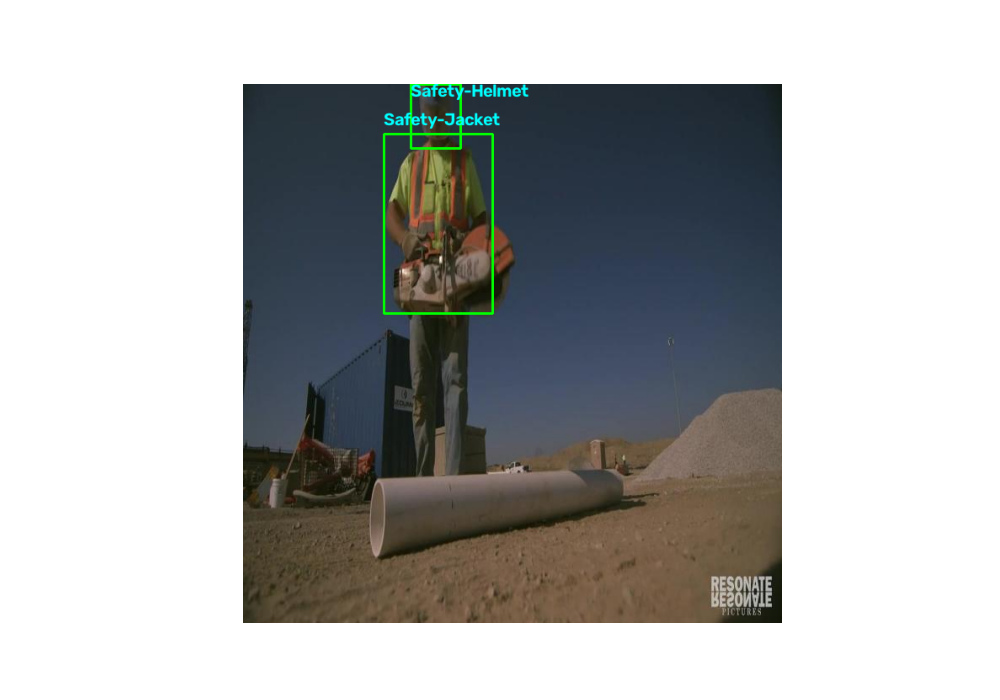 Safety-Helmet
Safety-Jacket
RESONATE
RESONATE
PICTURES